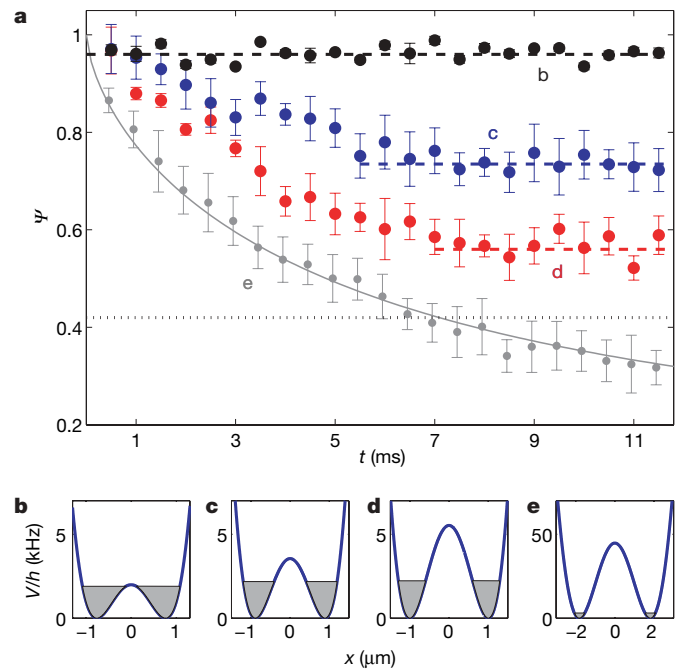 a
1
0.8
0.6
0.4
0.2
Ψ
b
c
d
e
1 3 5 7 9 11
t (ms)
b c d e
V/h (kHz)
5 5 5 50
0 0 0 0
−1 0 1 −1 0 1 −1 0 1 −2 0 2
x (μm)